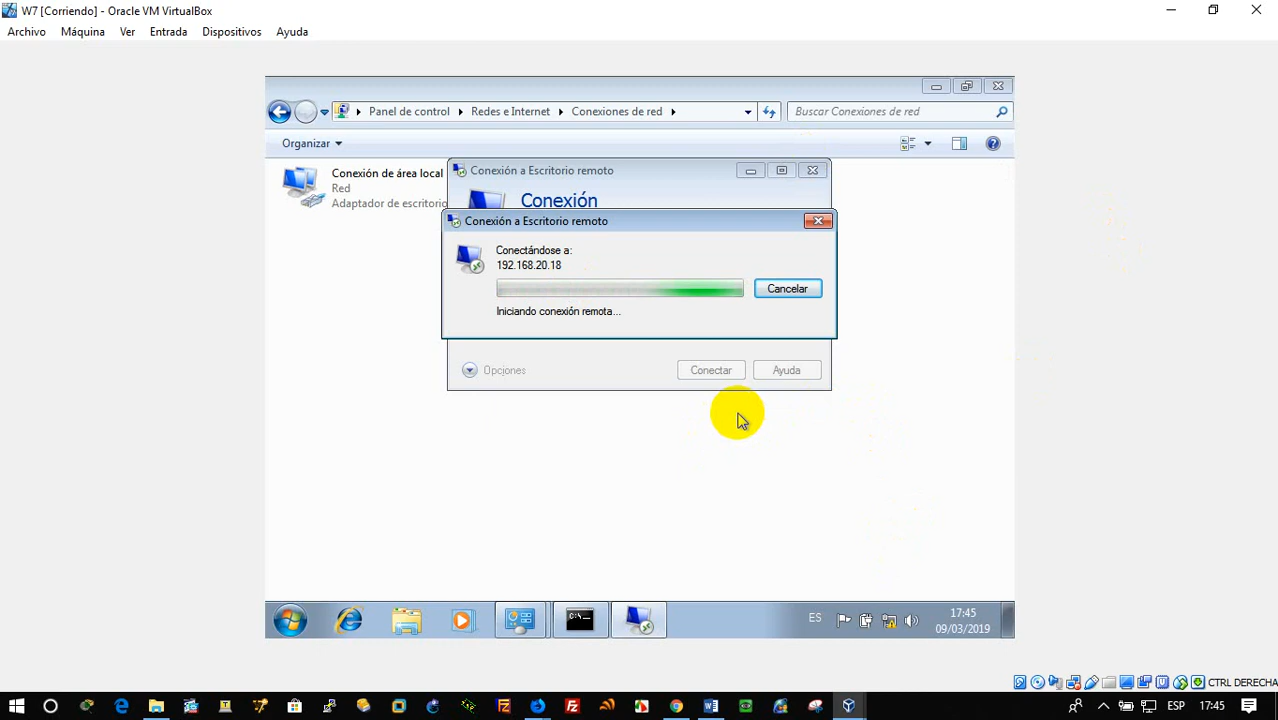 W7 [Corriendo] - Oracle VM VirtualBox
Archivo Máquina Ver Entrada Dispositivos Ayuda
Panel de control Redes e Internet Conexiones de red
Buscar Conexiones de red
Organizar
Conexión de área local
Red
Adaptador de escritorio
Conexión a Escritorio remoto
Conexión
Conexión a Escritorio remoto
Conectándose a:
192.168.20.18
Cancelar
Iniciando conexión remota...
Opciones Conectar Ayuda
C:\_
ES
17:45
09/03/2019
CTRL DERECHA
ESP 17:45